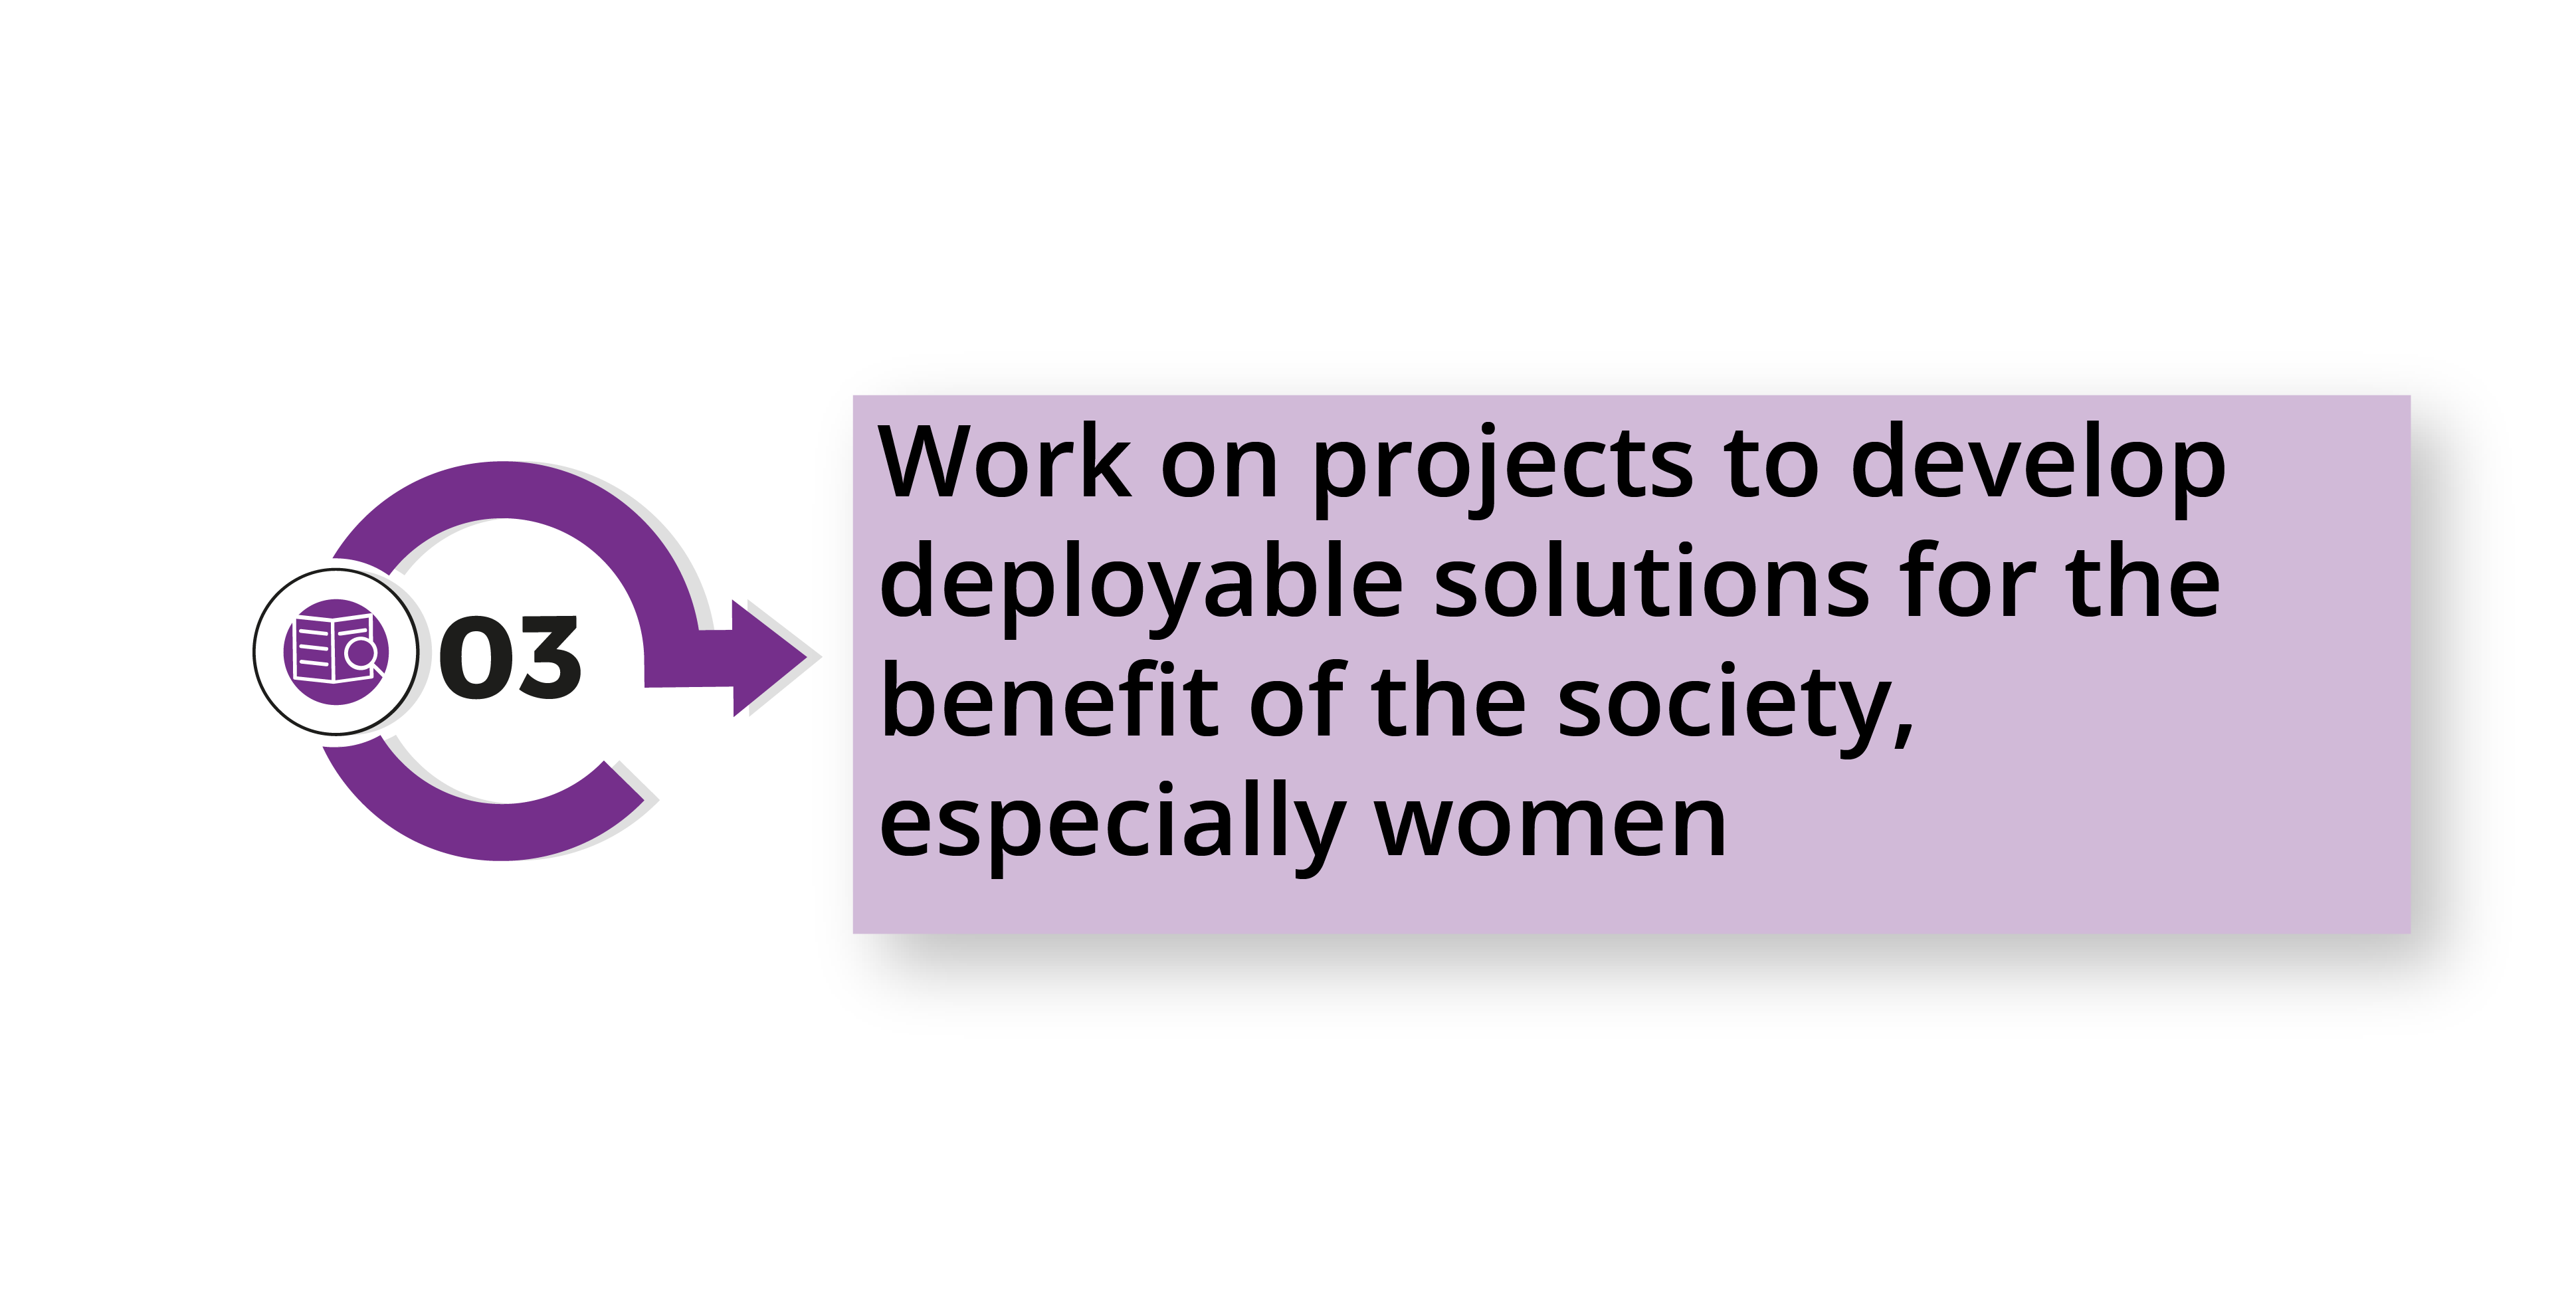 03
Work on projects to develop
deployable solutions for the
benefit of the society,
especially women